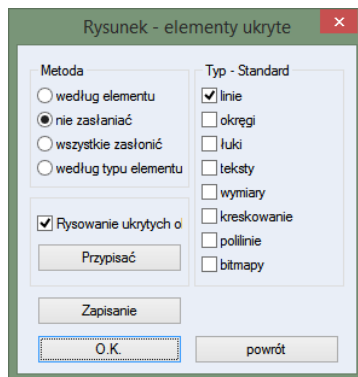 Rysunek - elementy ukryte
Metoda
według elementu
nie zasłaniać
wszystkie zasłonić
według typu elementu
Rysowanie ukrytych o
Przypisać
Typ - Standard
linie
okręgi
łuki
teksty
wymiary
kreskowanie
polilinie
bitmapy
Zapisanie
O.K.
powrót